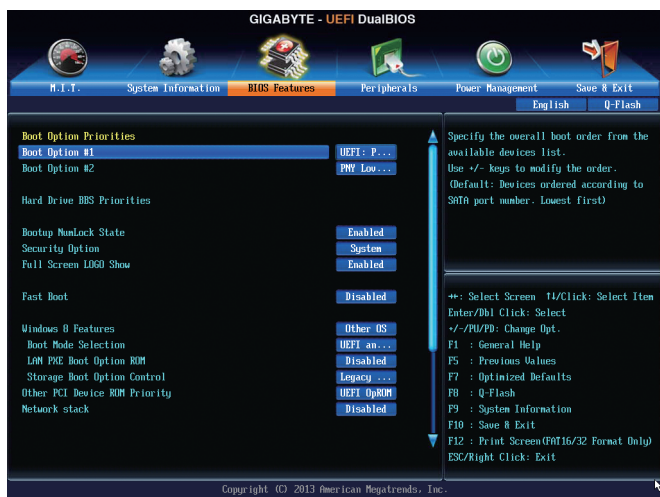 GIGABYTE - UEFI DualBIOS
M.I.T. System Information BIOS Features Peripherals Power Management Save & Exit
English Q-Flash
Boot Option Priorities
Boot Option #1 UEFI: P...
Boot Option #2 PNY Lov...
Hard Drive BBS Priorities
Bootup NumLock State Enabled
Security Option System
Full Screen LOGO Show Enabled
Fast Boot Disabled
Windows 8 Features Other OS
Boot Mode Selection UEFI an...
LAN PXE Boot Option ROM Disabled
Storage Boot Option Control Legacy ...
Other PCI Device ROM Priority UEFI OpROM
Network stack Disabled
Specify the overall boot order from the
available devices list.
Use +/- keys to modify the order.
(Default: Devices ordered according to
SATA port number. Lowest first)
→←: Select Screen ↑↓/Click: Select Item
Enter/Dbl Click: Select
+/-/PU/PD: Change Opt.
F1 : General Help
F5 : Previous Values
F7 : Optimized Defaults
F8 : Q-Flash
F9 : System Information
F10 : Save & Exit
F12 : Print Screen(FAT16/32 Format Only)
ESC/Right Click: Exit
Copyright (C) 2013 American Megatrends, Inc.